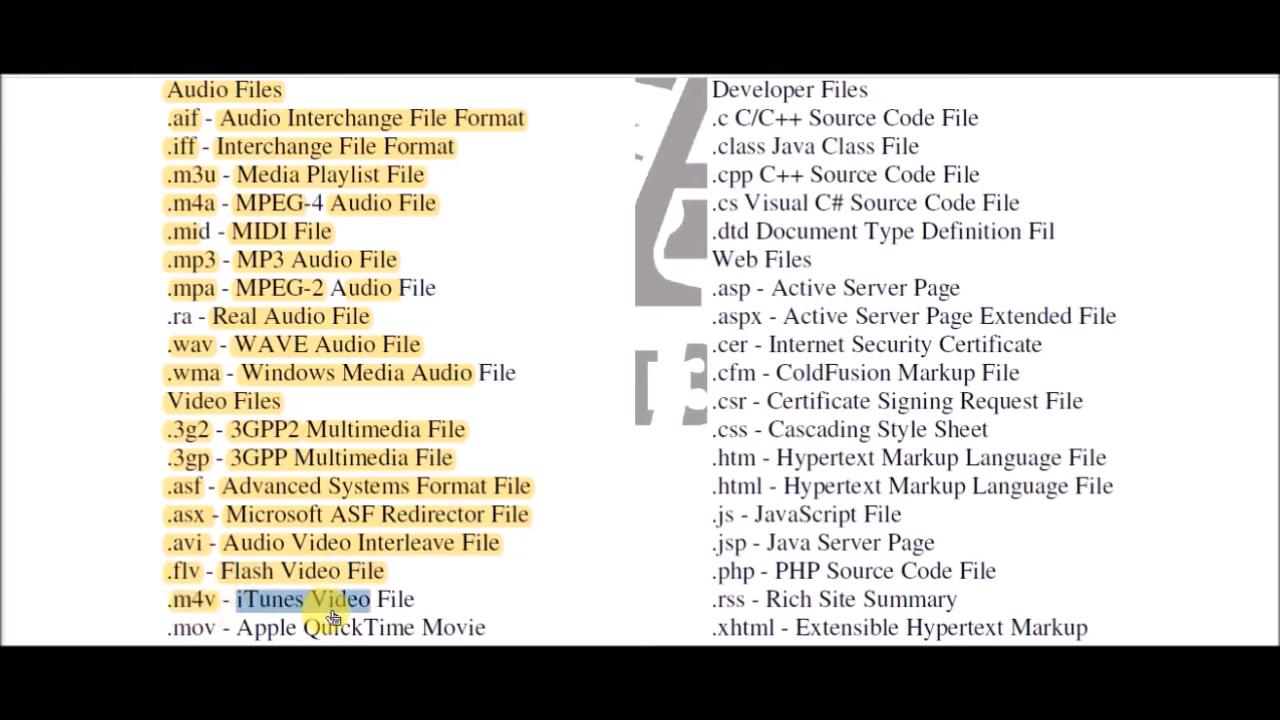 Audio Files
.aif - Audio Interchange File Format
.iff - Interchange File Format
.m3u - Media Playlist File
.m4a - MPEG-4 Audio File
.mid - MIDI File
.mp3 - MP3 Audio File
.mpa - MPEG-2 Audio File
.ra - Real Audio File
.wav - WAVE Audio File
.wma - Windows Media Audio File
Video Files
.3g2 - 3GPP2 Multimedia File
.3gp - 3GPP Multimedia File
.asf - Advanced Systems Format File
.asx - Microsoft ASF Redirector File
.avi - Audio Video Interleave File
.flv - Flash Video File
.m4v - iTunes Video File
.mov - Apple QuickTime Movie
Developer Files
.c C/C++ Source Code File
.class Java Class File
.cpp C++ Source Code File
.cs Visual C# Source Code File
.dtd Document Type Definition Fil
Web Files
.asp - Active Server Page
.aspx - Active Server Page Extended File
.cer - Internet Security Certificate
.cfm - ColdFusion Markup File
.csr - Certificate Signing Request File
.css - Cascading Style Sheet
.htm - Hypertext Markup Language File
.html - Hypertext Markup Language File
.js - JavaScript File
.jsp - Java Server Page
.php - PHP Source Code File
.rss - Rich Site Summary
.xhtml - Extensible Hypertext Markup